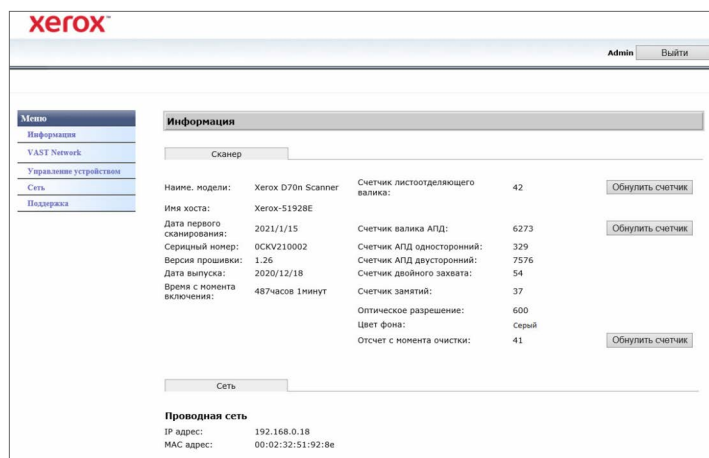 xerox™
Admin Выйти
Меню
Информация
VAST Network
Управление устройством
Сеть
Поддержка
Информация
Сканер
Наиме. модели: Xerox D70n Scanner Счетчик листоотделяющего валика: 42 Обнулить счетчик
Имя хоста: Xerox-51928E
Дата первого сканирования: 2021/1/15 Счетчик валика АПД: 6273 Обнулить счетчик
Серицный номер: 0CKV210002 Счетчик АПД односторонний: 329
Версия прошивки: 1.26 Счетчик АПД двусторонний: 7576
Дата выпуска: 2020/12/18 Счетчик двойного захвата: 54
Время с момента включения: 487часов 1минут Счетчик замятий: 37
Оптическое разрешение: 600
Цвет фона: Серый
Отсчет с момента очистки: 41 Обнулить счетчик
Сеть
Проводная сеть
IP адрес: 192.168.0.18
MAC адрес: 00:02:32:51:92:8e